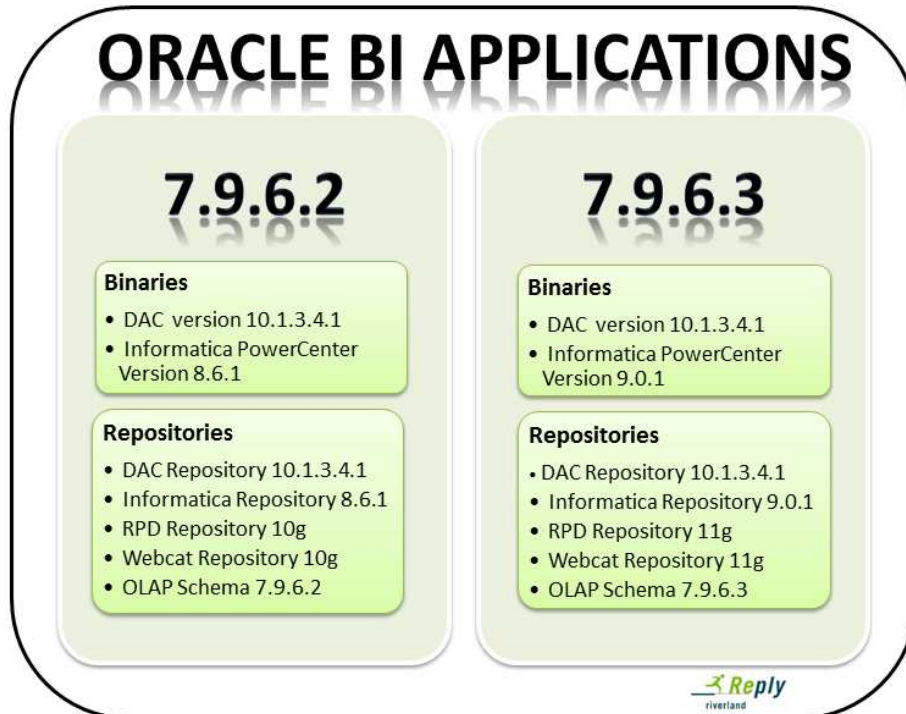 ORACLE BI APPLICATIONS
7.9.6.2
Binaries
• DAC version 10.1.3.4.1
• Informatica PowerCenter
Version 8.6.1
Repositories
• DAC Repository 10.1.3.4.1
• Informatica Repository 8.6.1
• RPD Repository 10g
• Webcat Repository 10g
• OLAP Schema 7.9.6.2
7.9.6.3
Binaries
• DAC version 10.1.3.4.1
• Informatica PowerCenter
Version 9.0.1
Repositories
• DAC Repository 10.1.3.4.1
• Informatica Repository 9.0.1
• RPD Repository 11g
• Webcat Repository 11g
• OLAP Schema 7.9.6.3
Reply
riverland